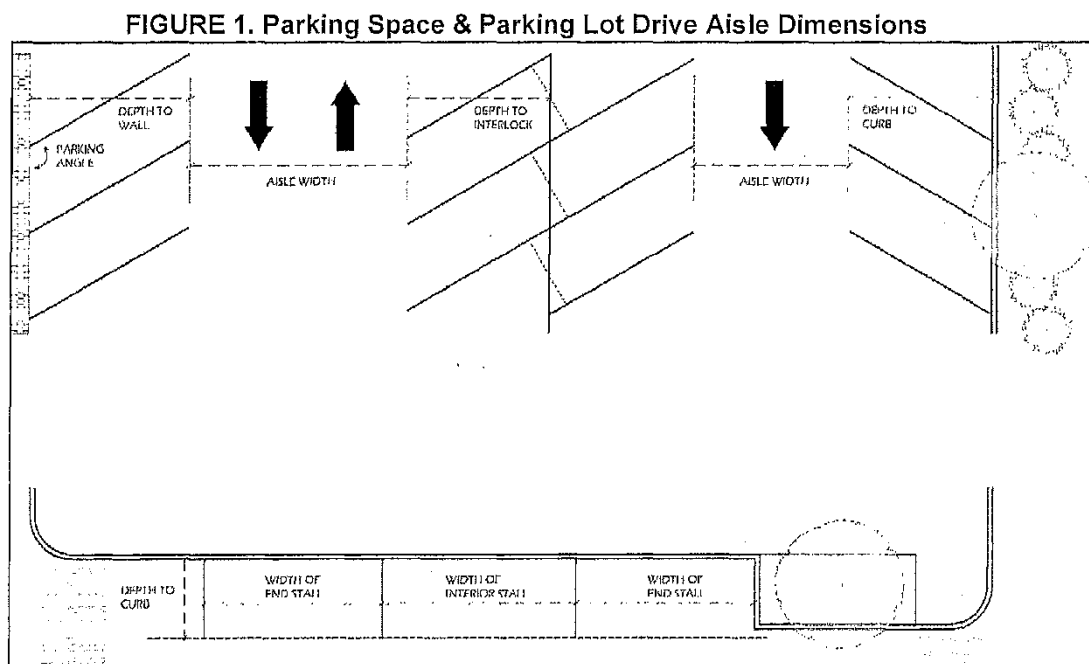 FIGURE 1. Parking Space & Parking Lot Drive Aisle Dimensions
DEPTH TO
WALL
DEPTH TO
INTERLOCK
DEPTH TO
CURB
PARKING
ANGLE
AISLE WIDTH
AISLE WIDTH
DEPTH TO
CURB
WIDTH OF
END STALL
WIDTH OF
INTERIOR STALL
WIDTH OF
END STALL